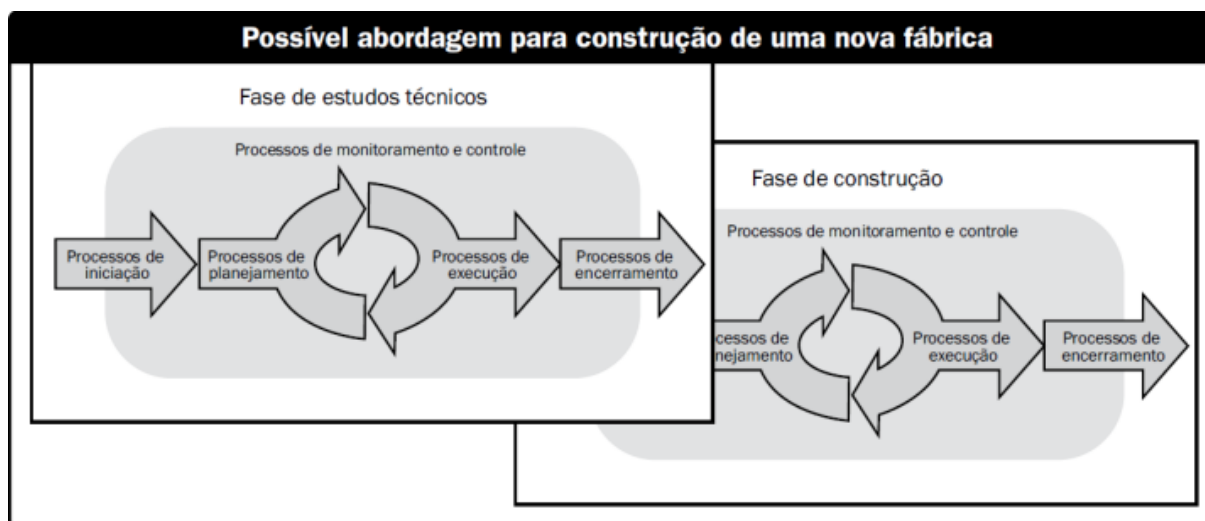 Possível abordagem para construção de uma nova fábrica
Fase de estudos técnicos
Processos de monitoramento e controle
Processos de
iniciação
Processos de
planejamento
Processos de
execução
Processos de
encerramento
Fase de construção
Processos de monitoramento e controle
cessos de
nejamento
Processos de
execução
Processos de
encerramento